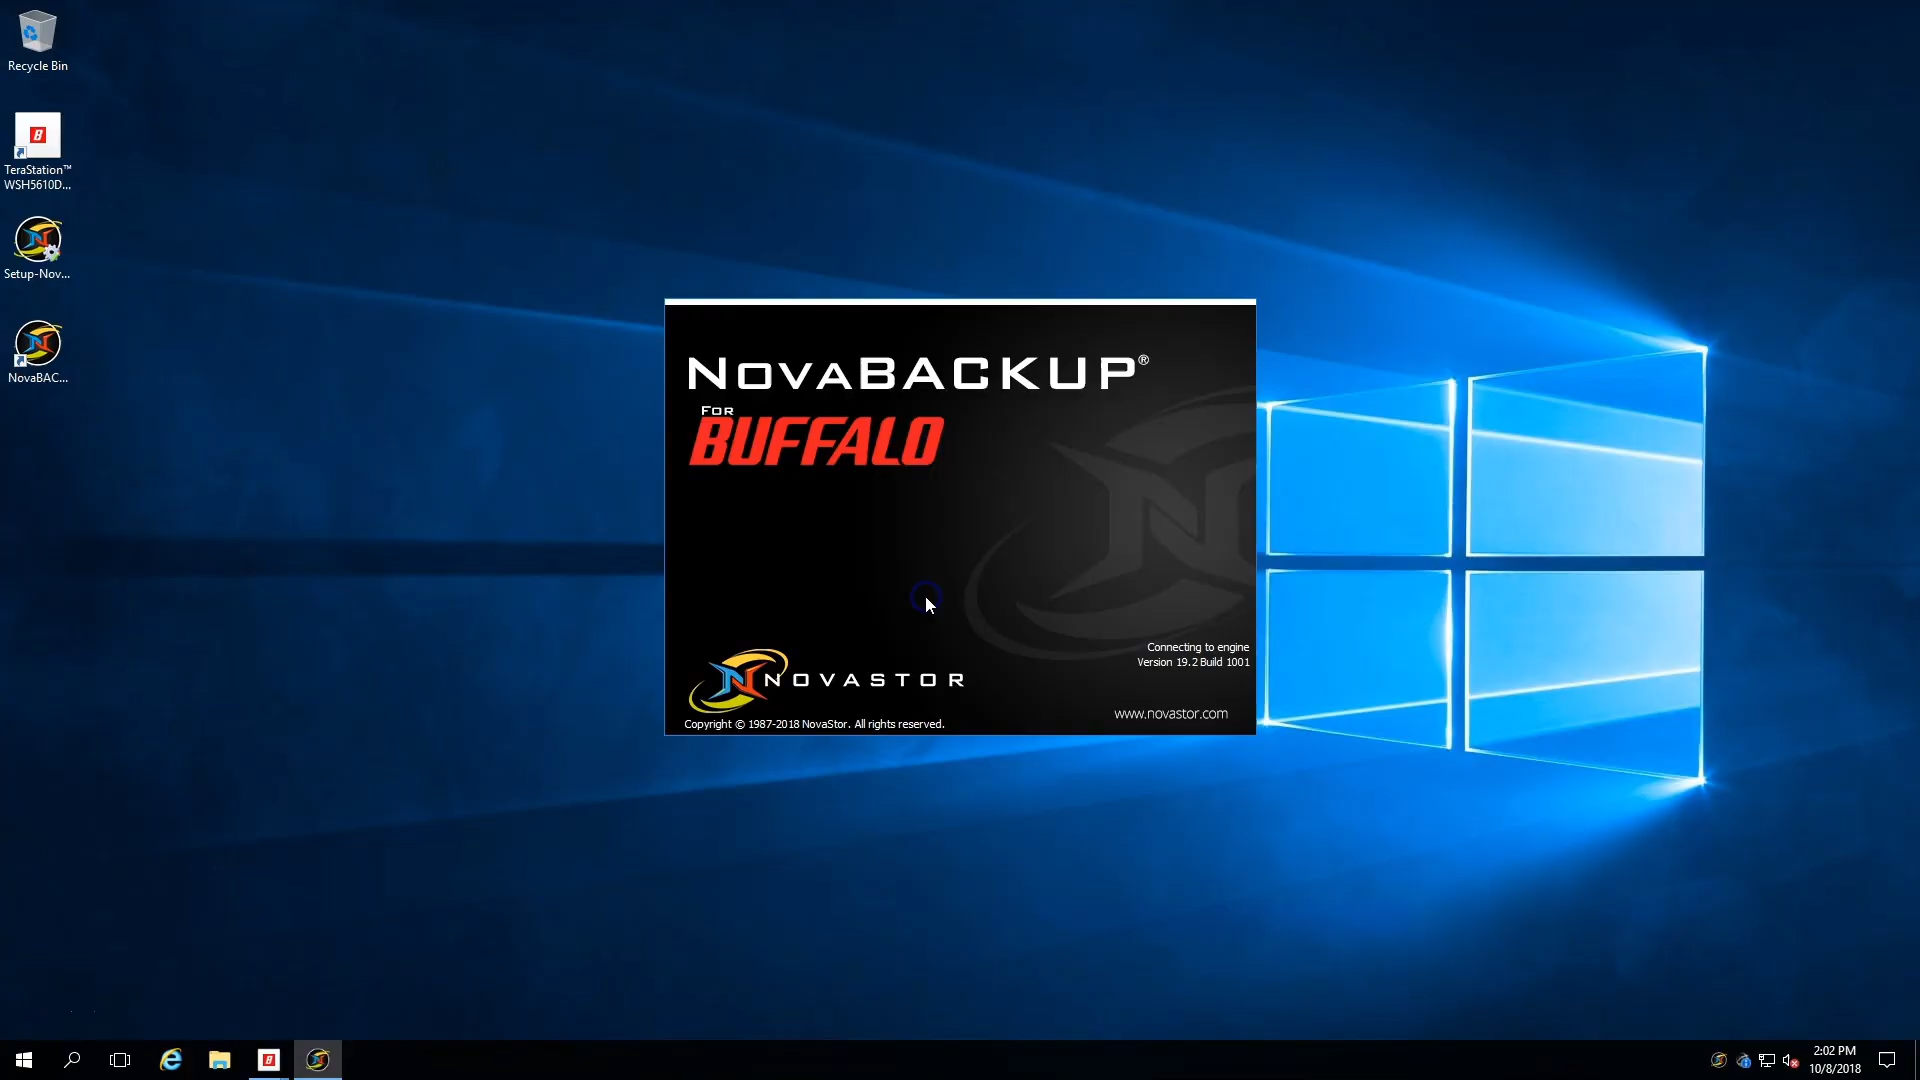 Recycle Bin
TeraStation™
WSH5610D...
Setup-Nov...
NovaBAC...
NOVABACKUP®
FOR
BUFFALO
Connecting to engine
Version 19.2 Build 1001
NOVASTOR
www.novastor.com
Copyright © 1987-2018 NovaStor. All rights reserved.
2:02 PM
10/8/2018